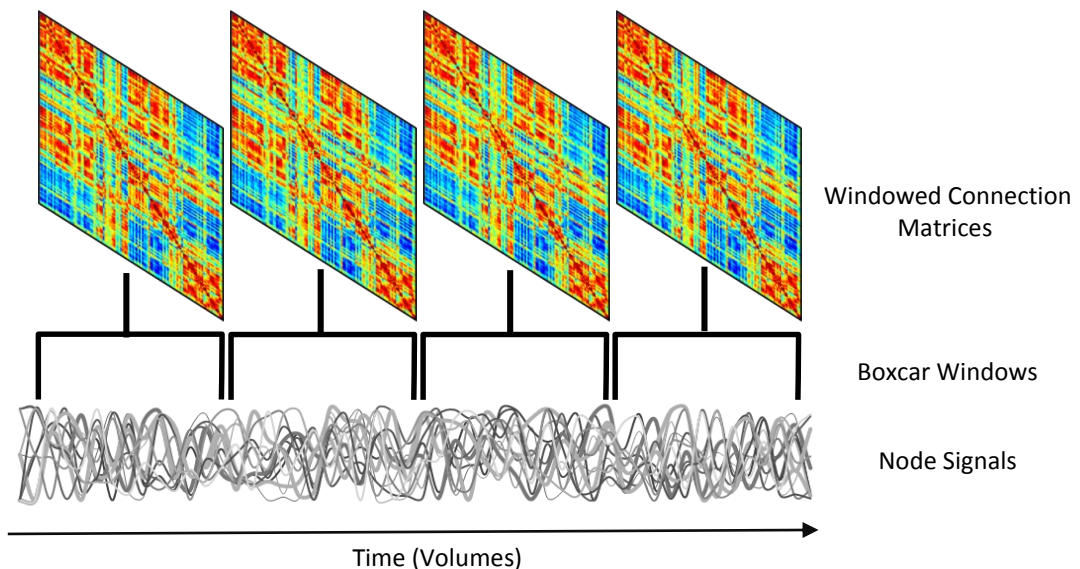 Windowed Connection
Matrices
Boxcar Windows
Node Signals
Time (Volumes)